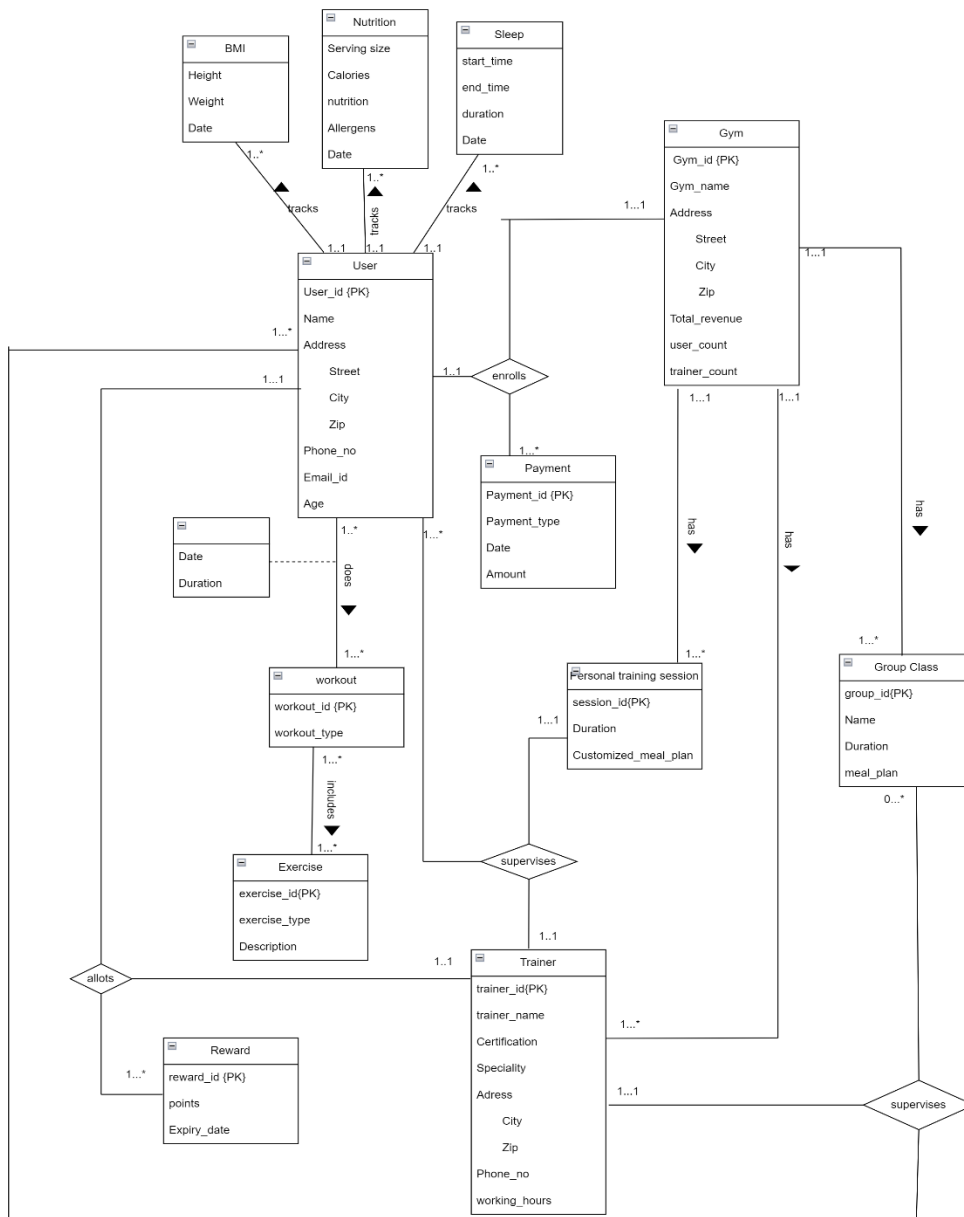 Nutrition
Serving size
Calories
nutrition
Allergens
Date
BMI
Height
Weight
Date
Sleep
start_time
end_time
duration
Date
1..*
1..*
1..*
tracks
tracks
tracks
1..1
1..1
1..1
Gym
Gym_id {PK}
Gym_name
Address
Street
City
Zip
Total_revenue
user_count
trainer_count
1...1
1...1
1...1
1...1
User
User_id {PK}
Name
Address
Street
City
Zip
Phone_no
Email_id
Age
1...*
1...1
1..1
enrolls
1...*
Payment
Payment_id {PK}
Payment_type
Date
Amount
1..*
1...*
Date
Duration
does
has
has
has
1...*
workout
workout_id {PK}
workout_type
1...*
includes
1...*
Exercise
exercise_id{PK}
exercise_type
Description
1...*
Personal training session
session_id{PK}
Duration
Customized_meal_plan
1...1
1...*
Group Class
group_id{PK}
Name
Duration
meal_plan
0...*
supervises
1..1
1..1
allots
Trainer
trainer_id{PK}
trainer_name
Certification
Speciality
Adress
City
Zip
Phone_no
working_hours
1...*
1...1
supervises
1...*
Reward
reward_id {PK}
points
Expiry_date